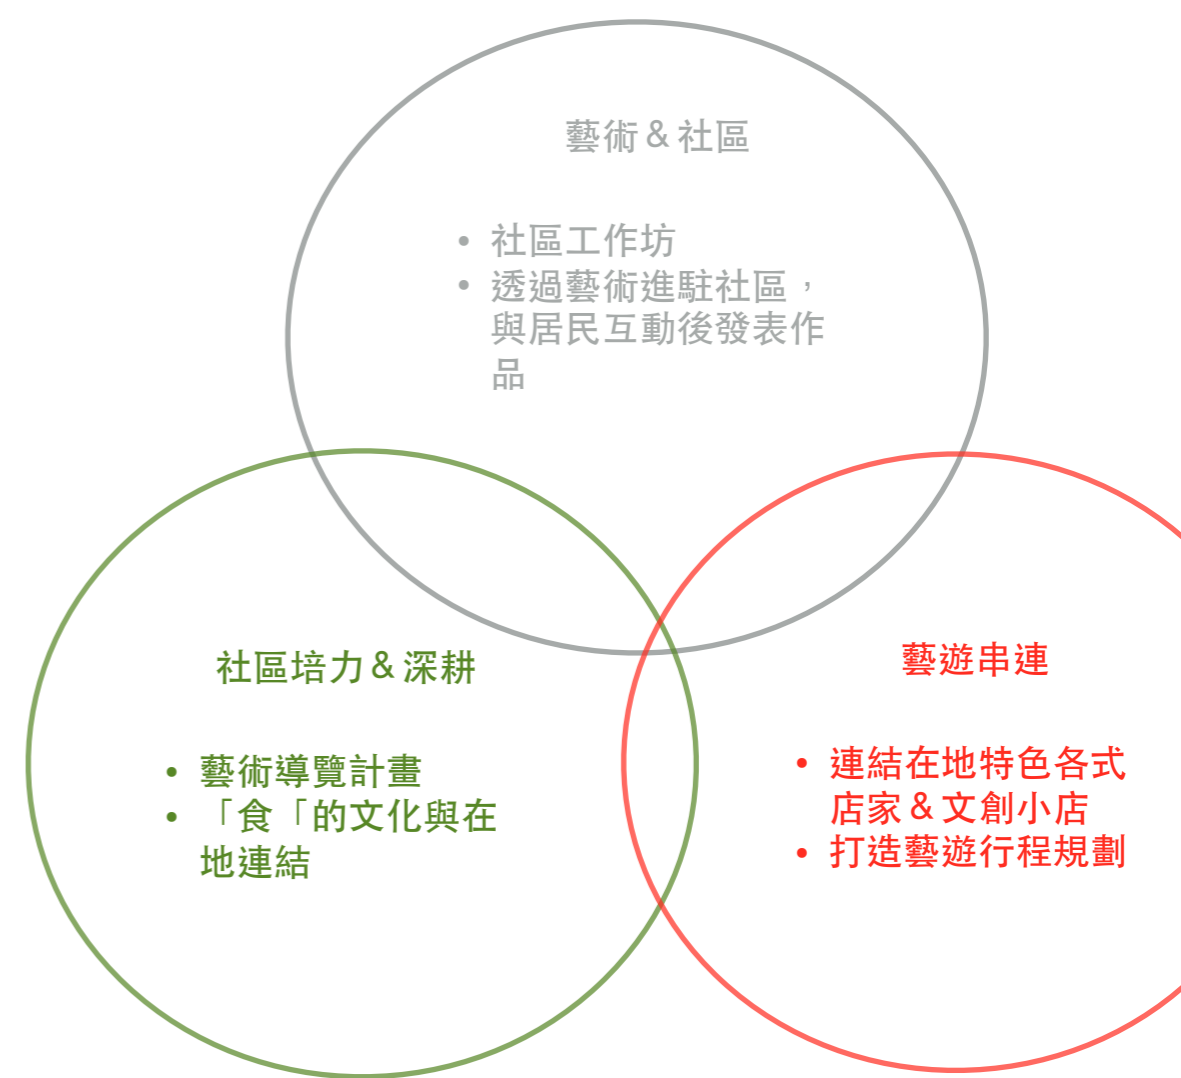 藝術&社區
• 社區工作坊
• 透過藝術進駐社區，
與居民互動後發表作
品
社區培力&深耕
• 藝術導覽計畫
• 「食「的文化與在
地連結
藝遊串連
• 連結在地特色各式
店家&文創小店
• 打造藝遊行程規劃